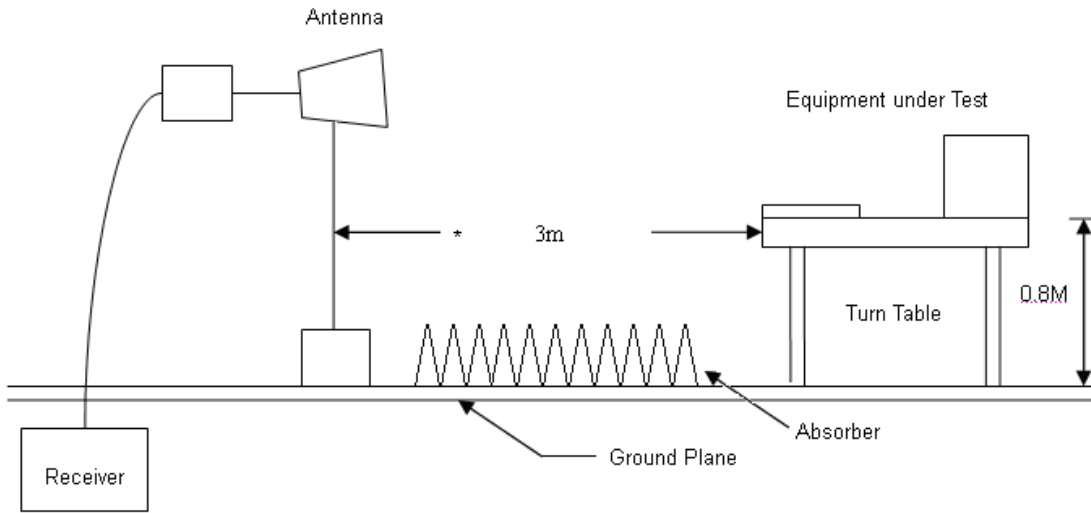 Antenna
Equipment under Test
* 3m
0.8M
Turn Table
Absorber
Ground Plane
Receiver